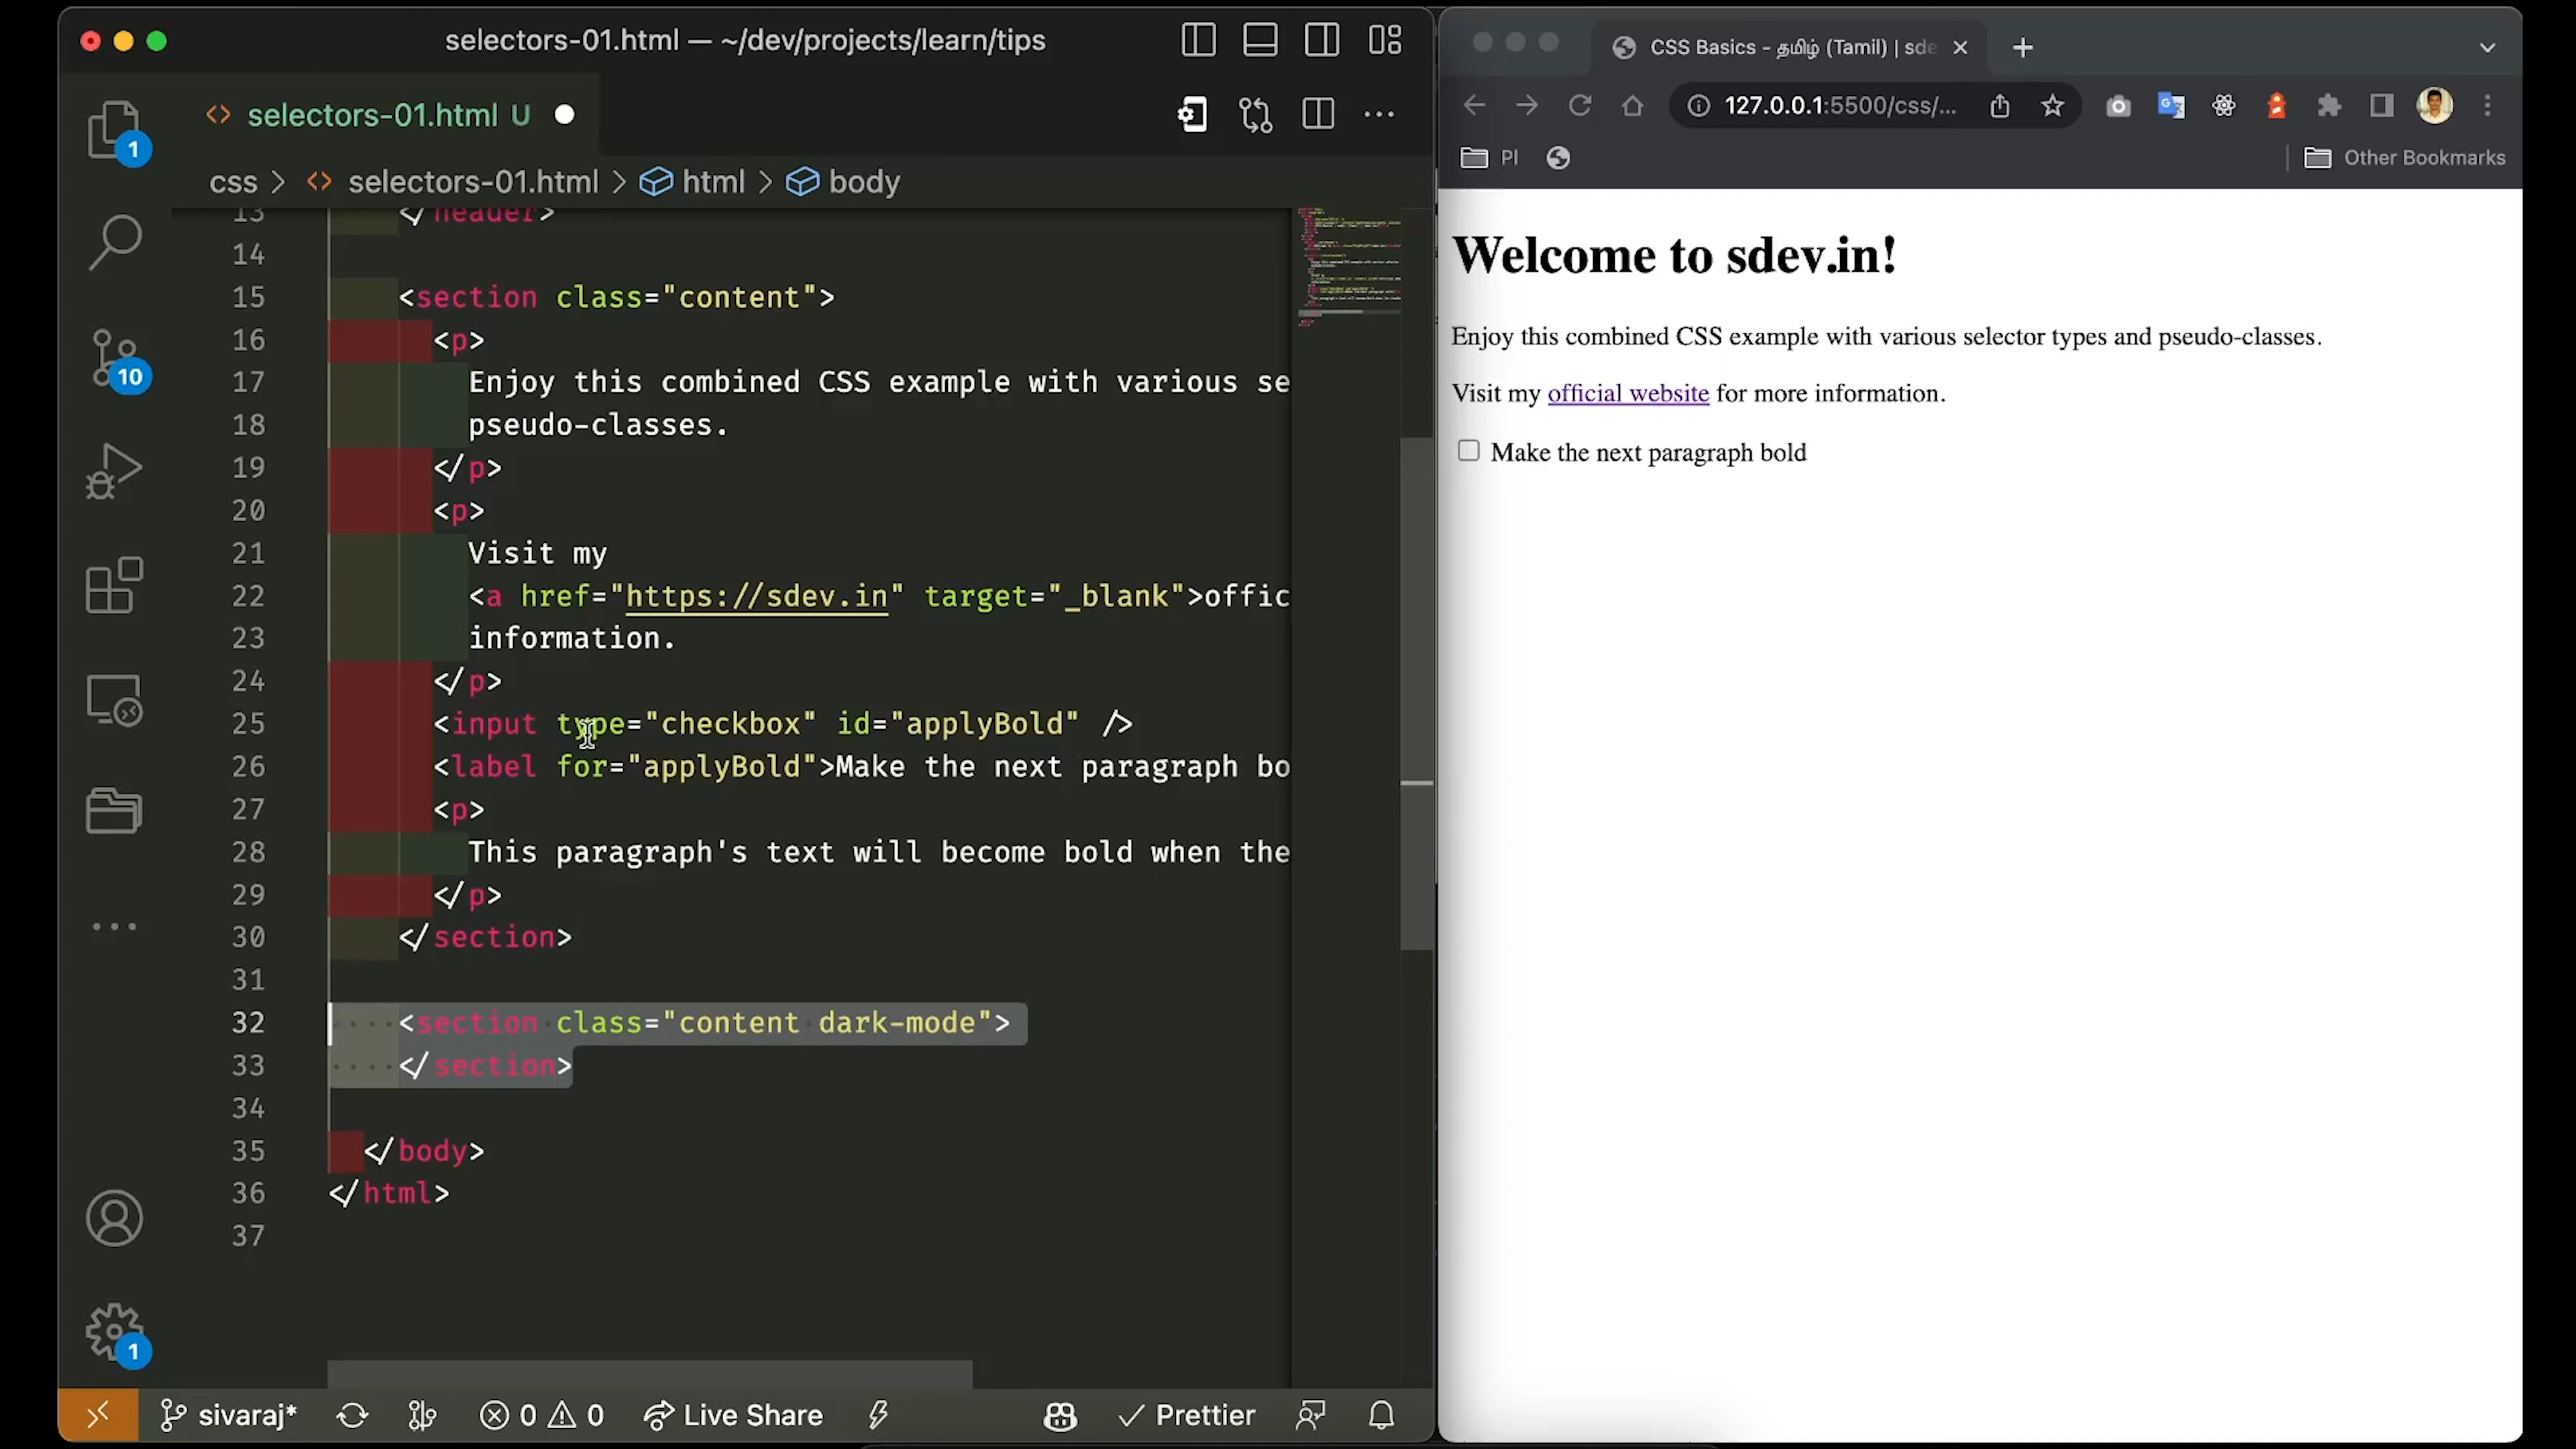 selectors-01.html — ~/dev/projects/learn/tips
selectors-01.html U
css > selectors-01.html > html > body
13 </header>
14
15 <section class="content">
16 <p>
17 Enjoy this combined CSS example with various se
18 pseudo-classes.
19 </p>
20 <p>
21 Visit my
22 <a href="https://sdev.in" target="_blank">offic
23 information.
24 </p>
25 <input type="checkbox" id="applyBold" />
26 <label for="applyBold">Make the next paragraph bo
27 <p>
28 This paragraph's text will become bold when the
29 </p>
30 </section>
31
32 ····<section·class="content·dark-mode">
33 ····</section>
34
35 </body>
36 </html>
37
1
10
1
sivaraj* 0 0 Live Share Prettier
CSS Basics - தமிழ் (Tamil) | sde
127.0.0.1:5500/css/...
PI Other Bookmarks
Welcome to sdev.in!
Enjoy this combined CSS example with various selector types and pseudo-classes.
Visit my official website for more information.
Make the next paragraph bold